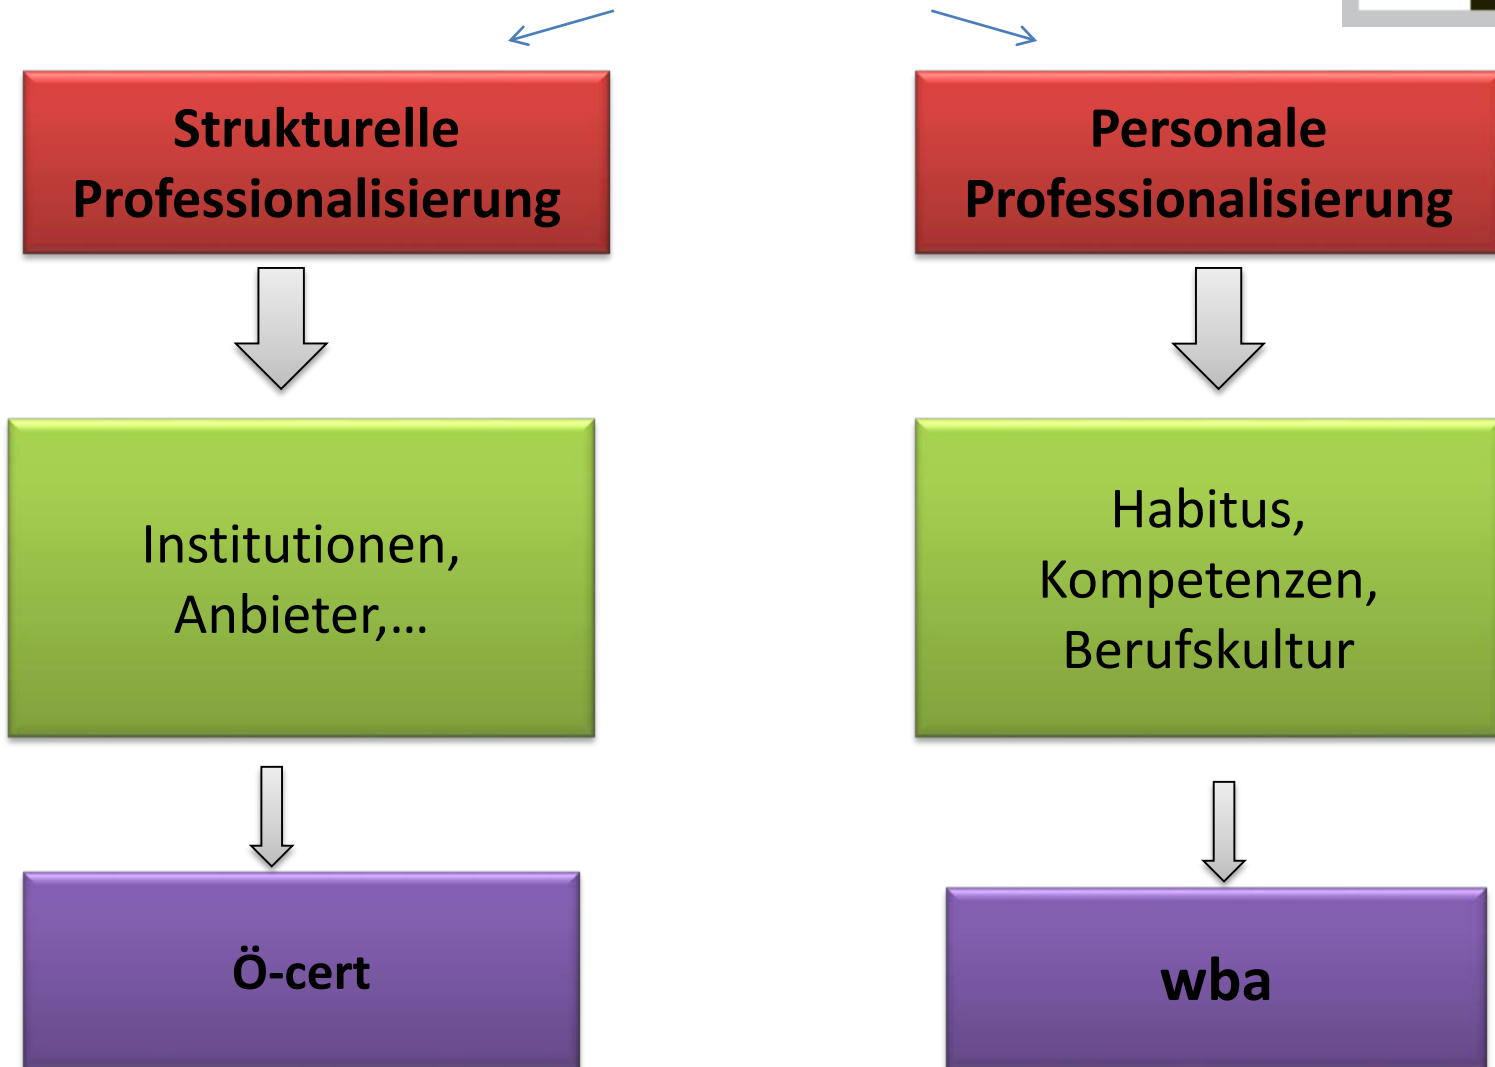 Strukturelle
Professionalisierung
Personale
Professionalisierung
Institutionen,
Anbieter,...
Habitus,
Kompetenzen,
Berufskultur
Ö-cert
wba